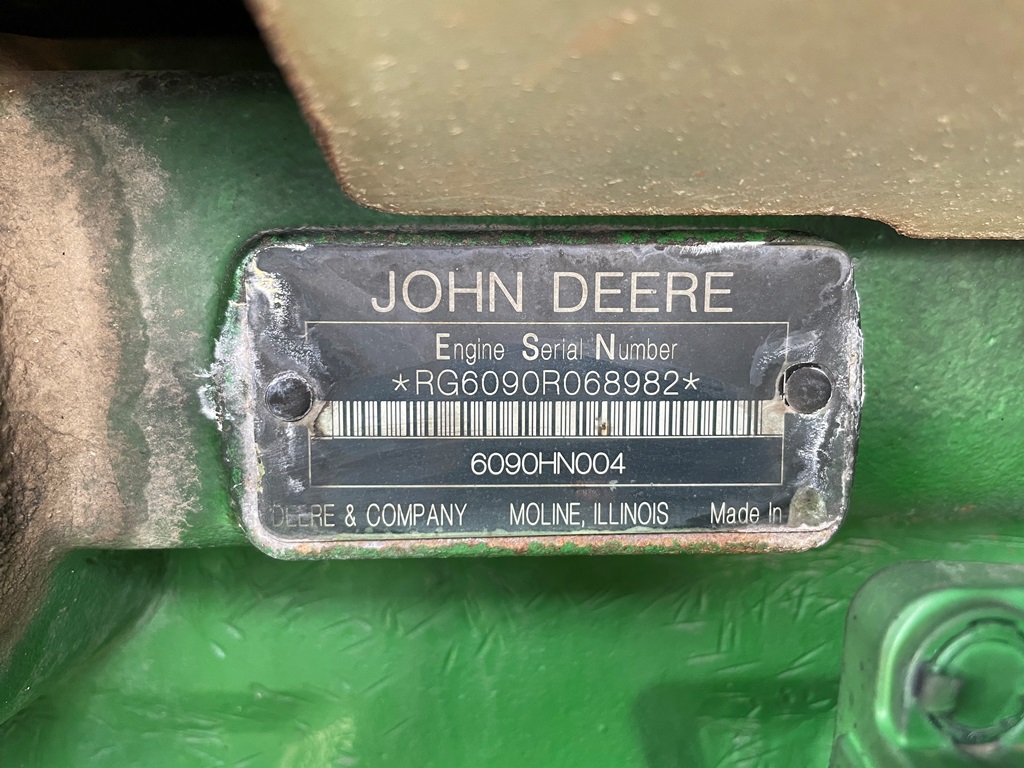 JOHN DEERE
Engine Serial Number
*RG6090R068982*
6090HN004
DEERE & COMPANY MOLINE, ILLINOIS Made In